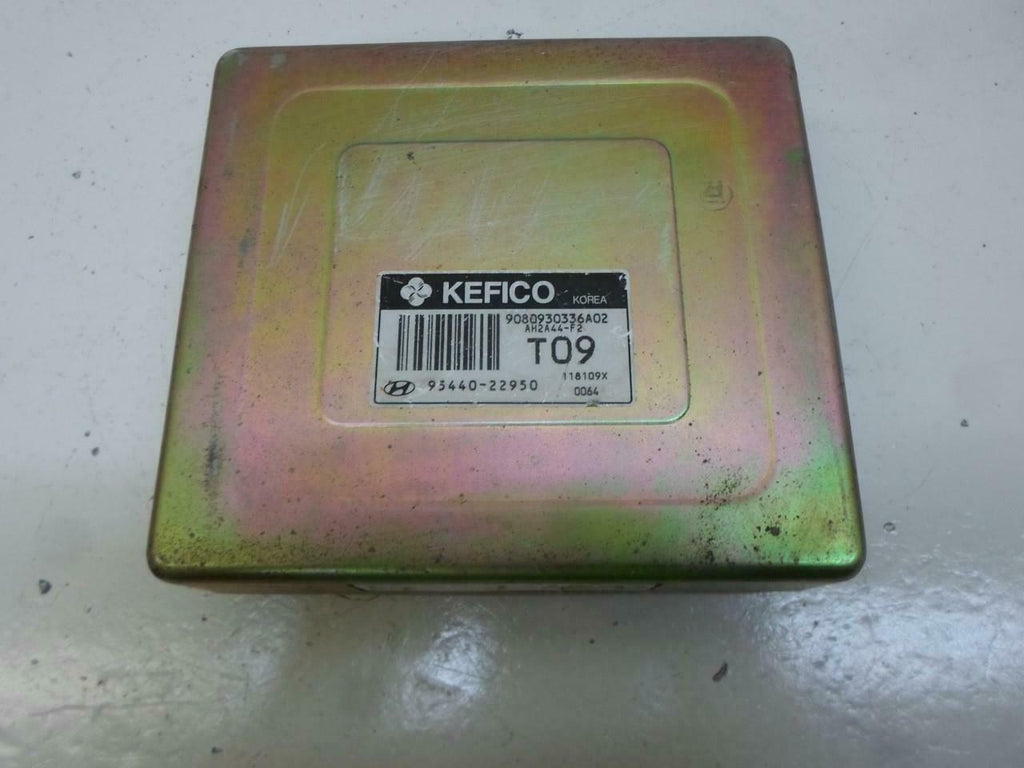 KEFICO KOREA
9080930336A02
AH2A44-F2
T09
118109X
95440-22950 0064